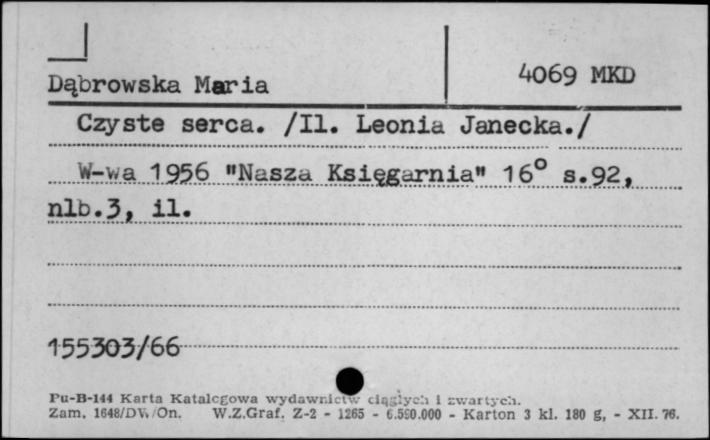 Dąbrowska Maria
4069 MKD
Czyste serca. /Il. Leonia Janecka./
W-wa 1956 "Nasza Księgarnia" 16° s.92,
nlb.3, il.
155303/66
Pu-B-144 Karta Katalogowa wydawnictw ciągłych i zwartych.
Zam. 1648/DW/On. W.Z.Graf. Z-2 - 1265 - 6.590.000 - Karton 3 kl. 180 g, - XII. 76.